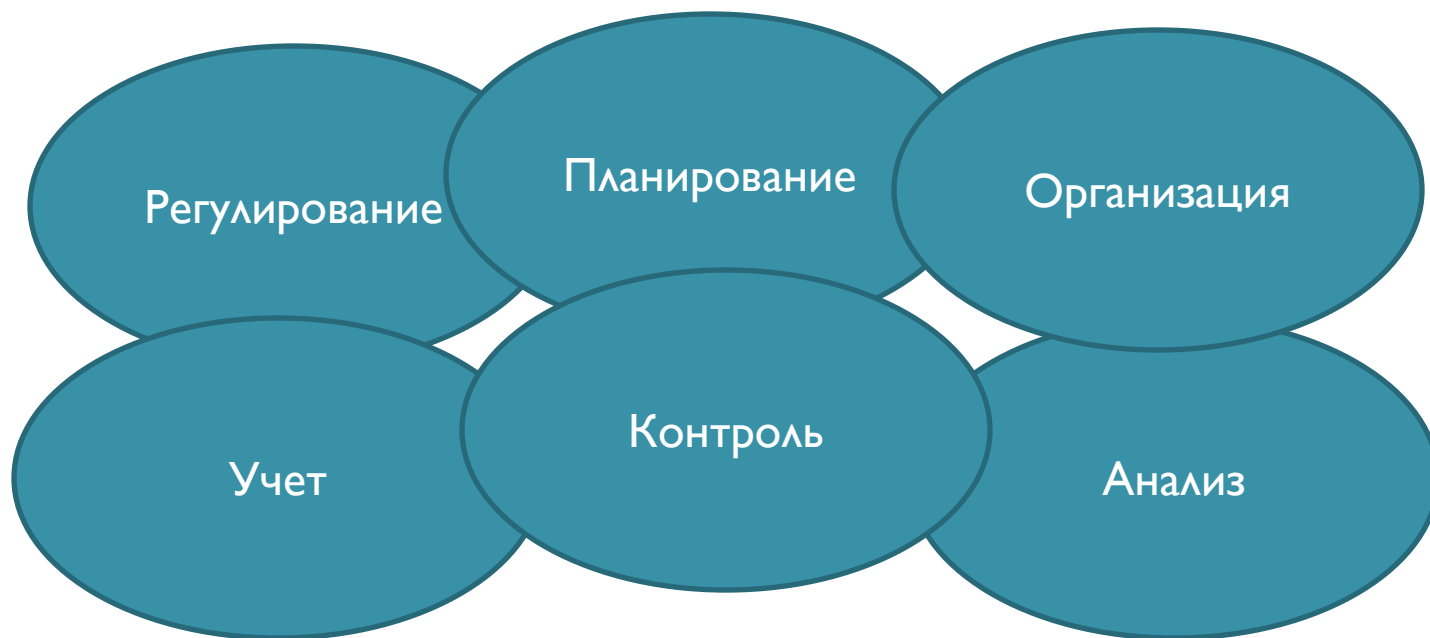 Регулирование
Планирование
Организация
Учет
Контроль
Анализ